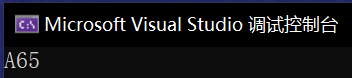 C:\
Microsoft Visual Studio 调试控制台
A65